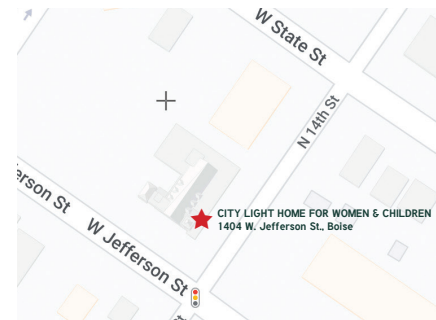 W State St
N 14th St
erson St
W Jefferson St
CITY LIGHT HOME FOR WOMEN & CHILDREN
1404 W. Jefferson St., Boise